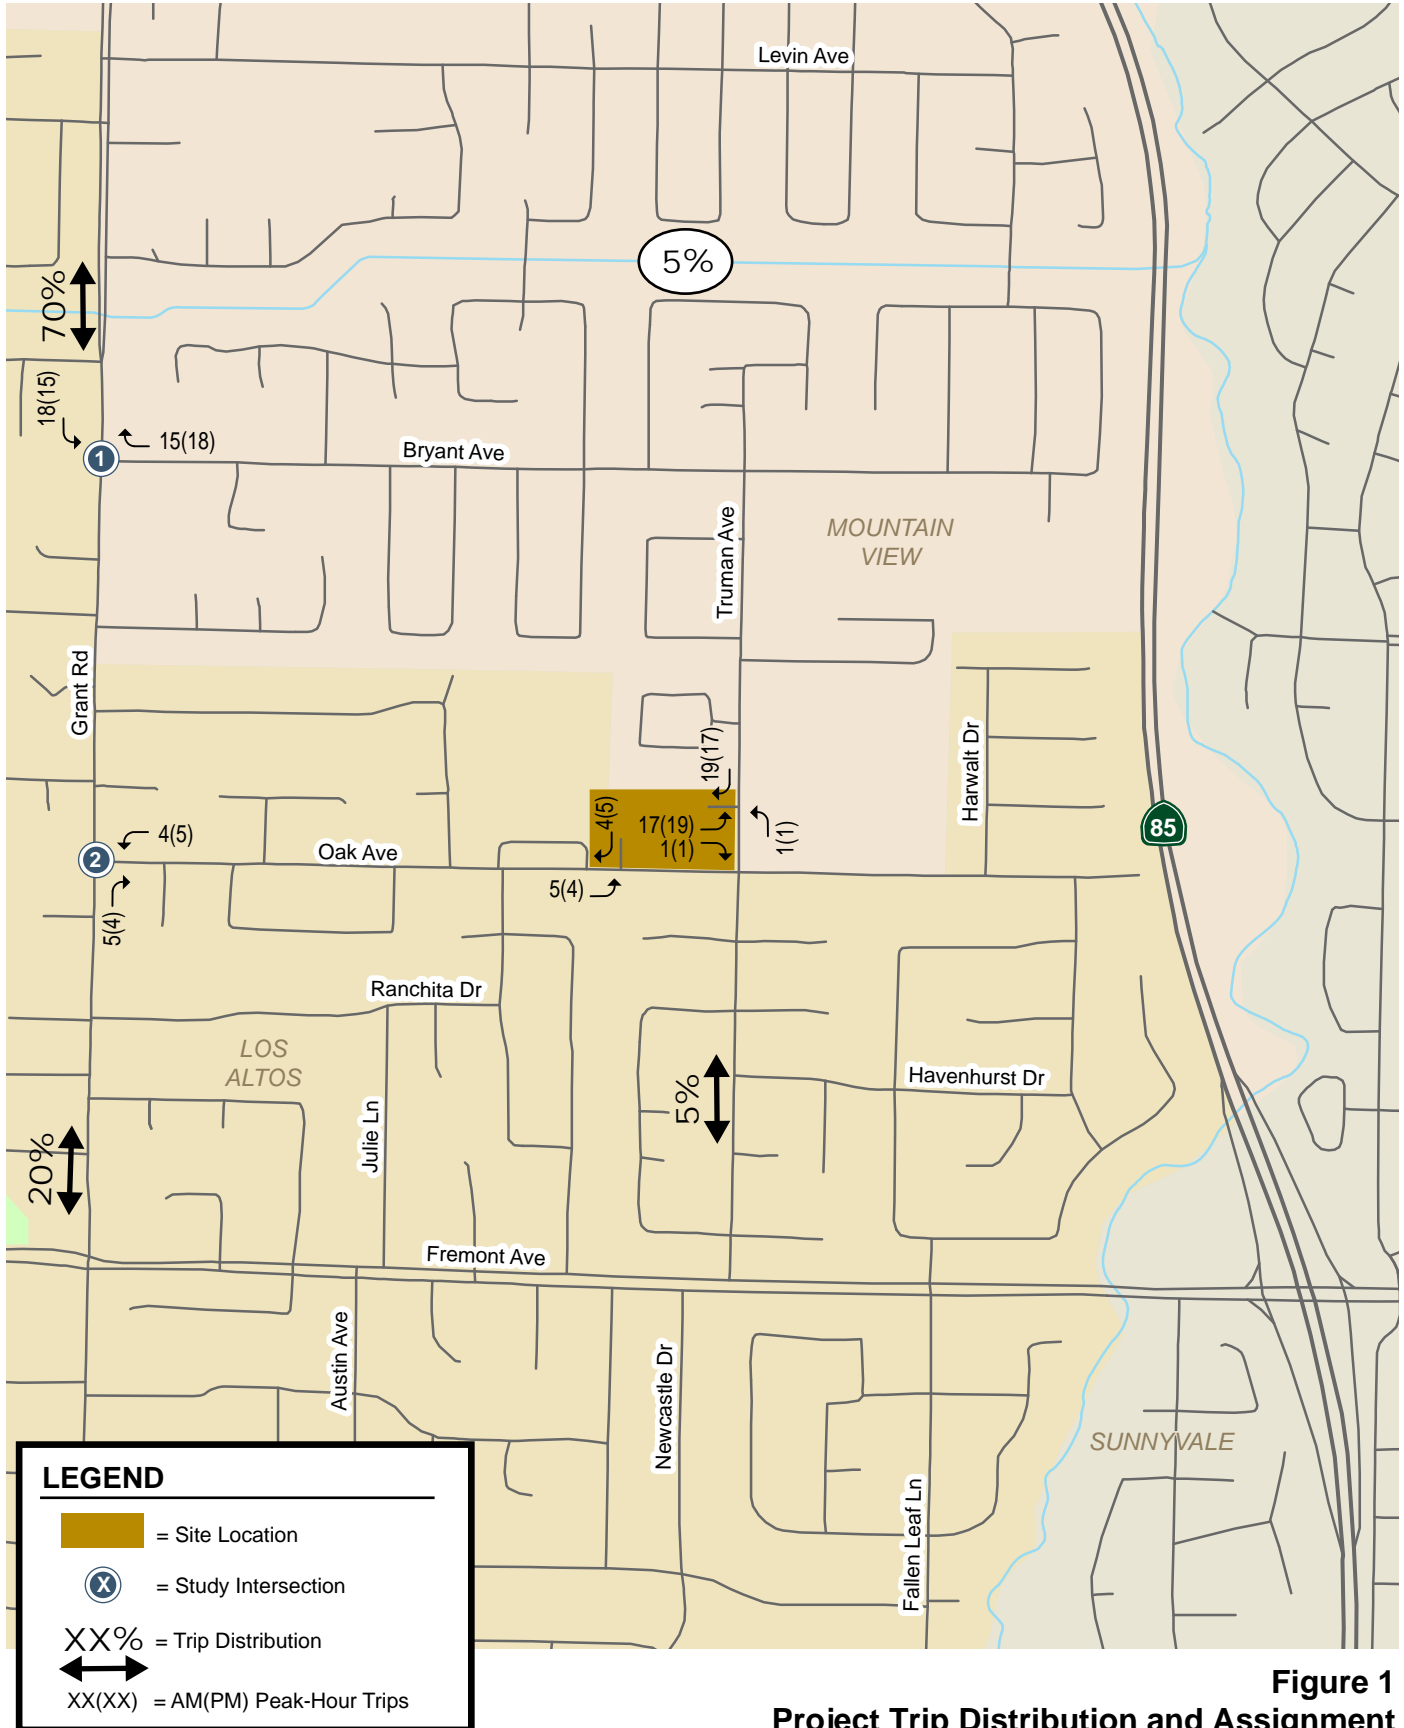 Levin Ave
5%
70%
18(15)
15(18)
1
Bryant Ave
Truman Ave
MOUNTAIN
VIEW
Grant Rd
19(17)
Harwalt Dr
4(5)
17(19)
1(1)
1(1)
85
4(5)
2
Oak Ave
5(4)
5(4)
Ranchita Dr
LOS
ALTOS
Havenhurst Dr
5%
Julie Ln
20%
Fremont Ave
Austin Ave
Newcastle Dr
SUNNYVALE
Fallen Leaf Ln
LEGEND
= Site Location
X = Study Intersection
XX% = Trip Distribution
XX(XX) = AM(PM) Peak-Hour Trips
Figure 1
Project Trip Distribution and Assignment